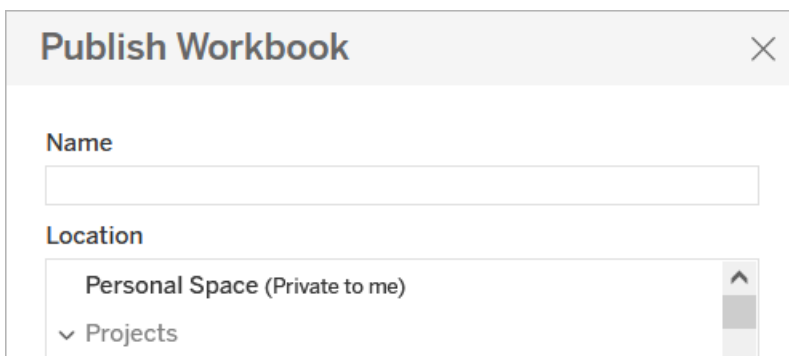 Publish Workbook
Name
Location
Personal Space (Private to me)
Projects